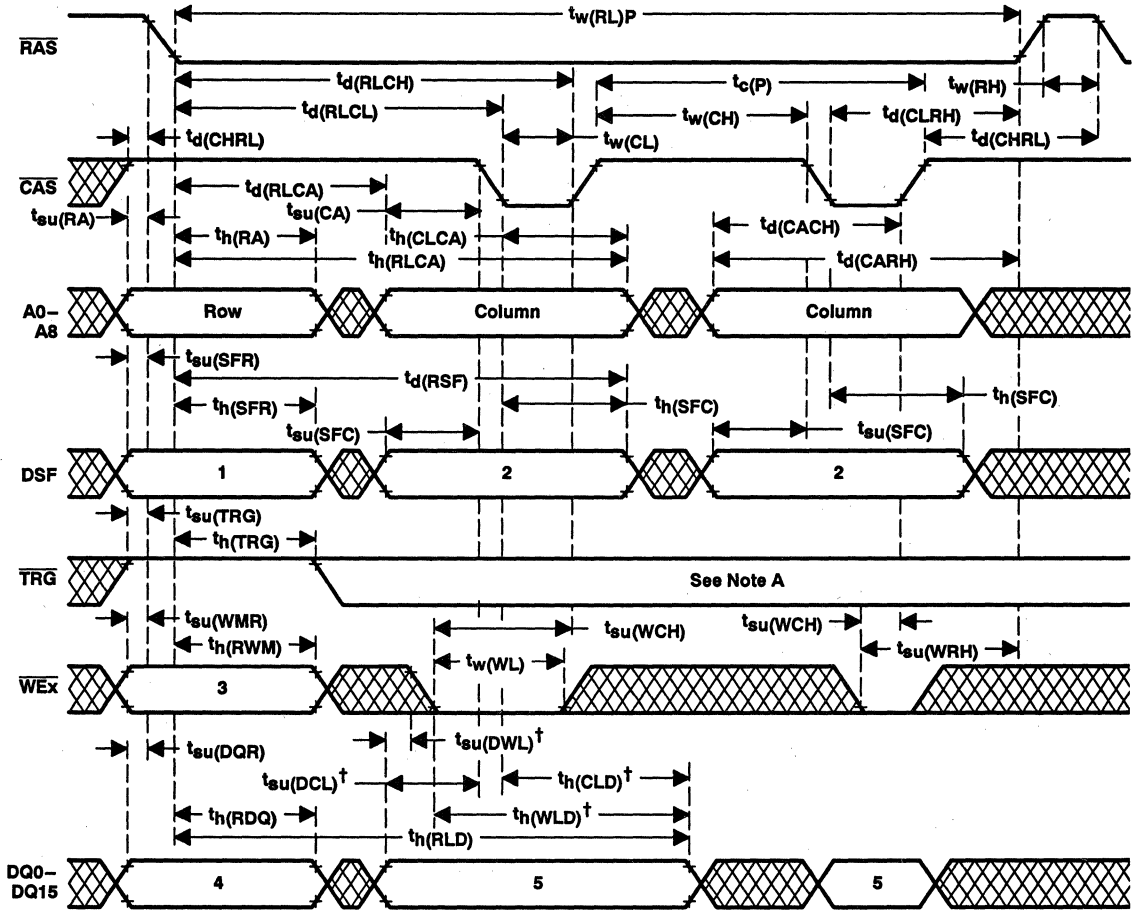 tw(RL)P
RAS
td(RLCH)
tc(P)
tw(RH)
td(RLCL)
tw(CH)
td(CLRH)
td(CHRL)
tw(CL)
td(CHRL)
CAS
td(RLCA)
tsu(RA)
tsu(CA)
td(CACH)
th(RA)
th(CLCA)
th(RLCA)
td(CARH)
A0–
A8
Row
Column
Column
tsu(SFR)
td(RSF)
th(SFR)
th(SFC)
th(SFC)
tsu(SFC)
tsu(SFC)
DSF
1
2
2
tsu(TRG)
th(TRG)
TRG
See Note A
tsu(WMR)
tsu(WCH)
tsu(WCH)
th(RWM)
tw(WL)
tsu(WRH)
WEx
3
tsu(DQR)
tsu(DWL)†
tsu(DCL)†
th(CLD)†
th(RDQ)
th(WLD)†
th(RLD)
DQ0–
DQ15
4
5
5